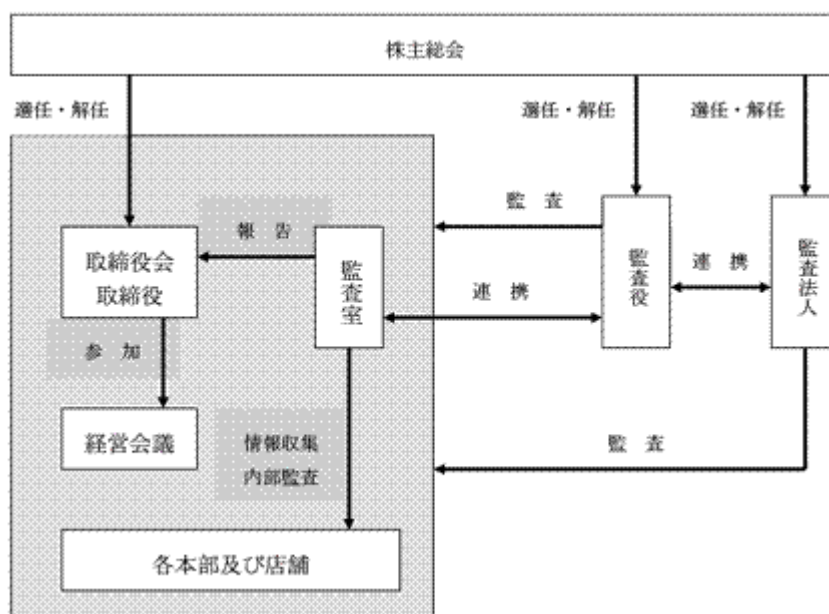 株主総会
選任・解任
選任・解任
選任・解任
監　査
報　告
取締役会
取締役
監査室
監査役
監査法人
連　携
連　携
参　加
経営会議
情報収集
内部監査
監　査
各本部及び店舗